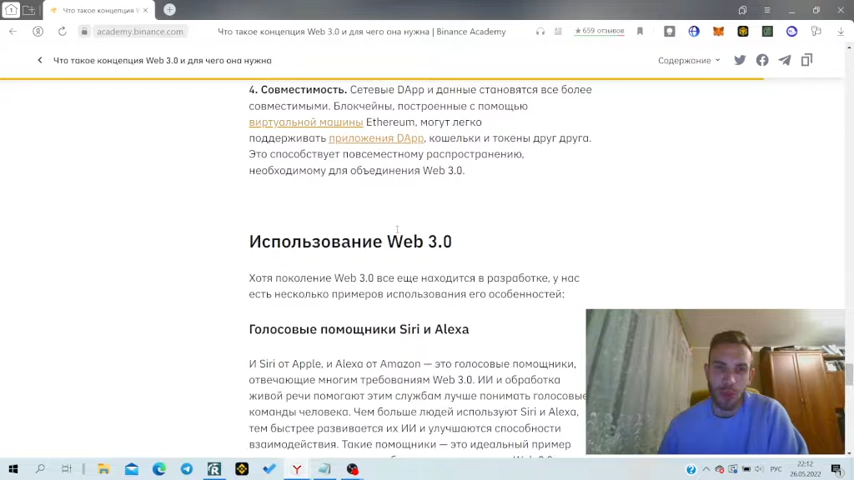 Что такое концепция V
academy.binance.com
Что такое концепция Web 3.0 и для чего она нужна | Binance Academy
659 отзывов
Что такое концепция Web 3.0 и для чего она нужна
Содержание
4. Совместимость. Сетевые DApp и данные становятся все более
совместимыми. Блокчейны, построенные с помощью
виртуальной машины Ethereum, могут легко
поддерживать приложения DApp, кошельки и токены друг друга.
Это способствует повсеместному распространению,
необходимому для объединения Web 3.0.
Использование Web 3.0
Хотя поколение Web 3.0 все еще находится в разработке, у нас
есть несколько примеров использования его особенностей:
Голосовые помощники Siri и Alexa
И Siri от Apple, и Alexa от Amazon — это голосовые помощники,
отвечающие многим требованиям Web 3.0. ИИ и обработка
живой речи помогают этим службам лучше понимать голосовые
команды человека. Чем больше людей используют Siri и Alexa,
тем быстрее развивается их ИИ и улучшаются способности
взаимодействия. Такие помощники — это идеальный пример
РУС
22:12
26.05.2022